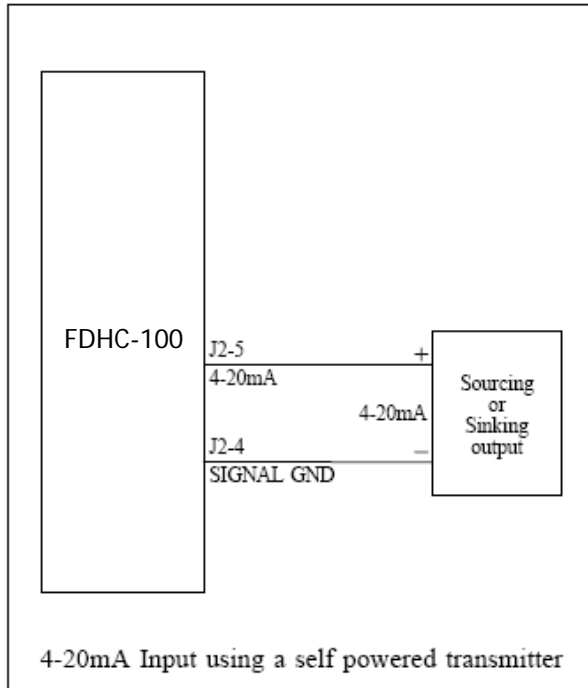 FDHC-100
J2-5
4-20mA
+
4-20mA
J2-4
SIGNAL GND
−
Sourcing
or
Sinking
output
4-20mA Input using a self powered transmitter